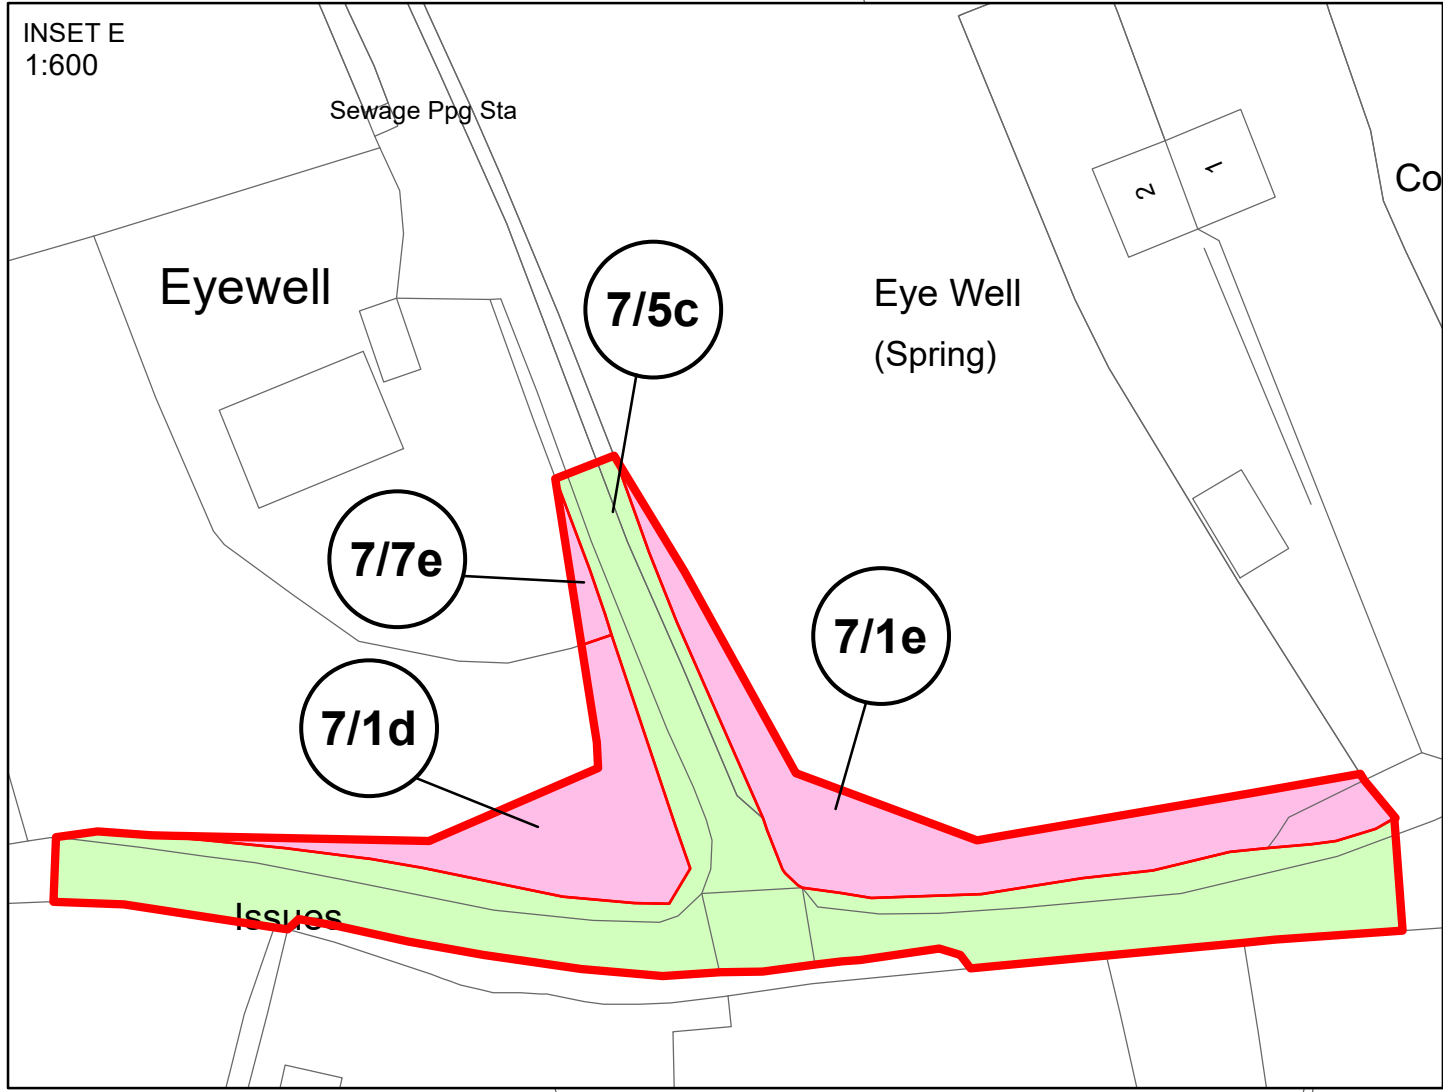 INSET E
1:600
Sewage Ppg Sta
1
2
Co
Eyewell
7/5c
Eye Well
(Spring)
7/7e
7/1e
7/1d
Issues